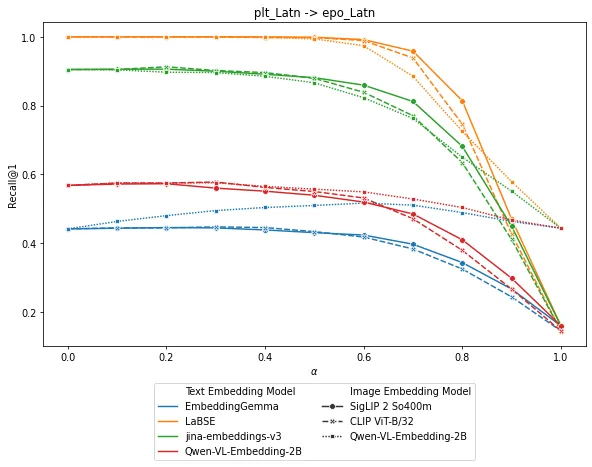 plt_Latn -> epo_Latn
1.0
0.8
0.6
0.4
0.2
Recall@1
0.0 0.2 0.4 0.6 0.8 1.0
α
Text Embedding Model Image Embedding Model
EmbeddingGemma SigLIP 2 So400m
LaBSE CLIP ViT-B/32
jina-embeddings-v3 Qwen-VL-Embedding-2B
Qwen-VL-Embedding-2B